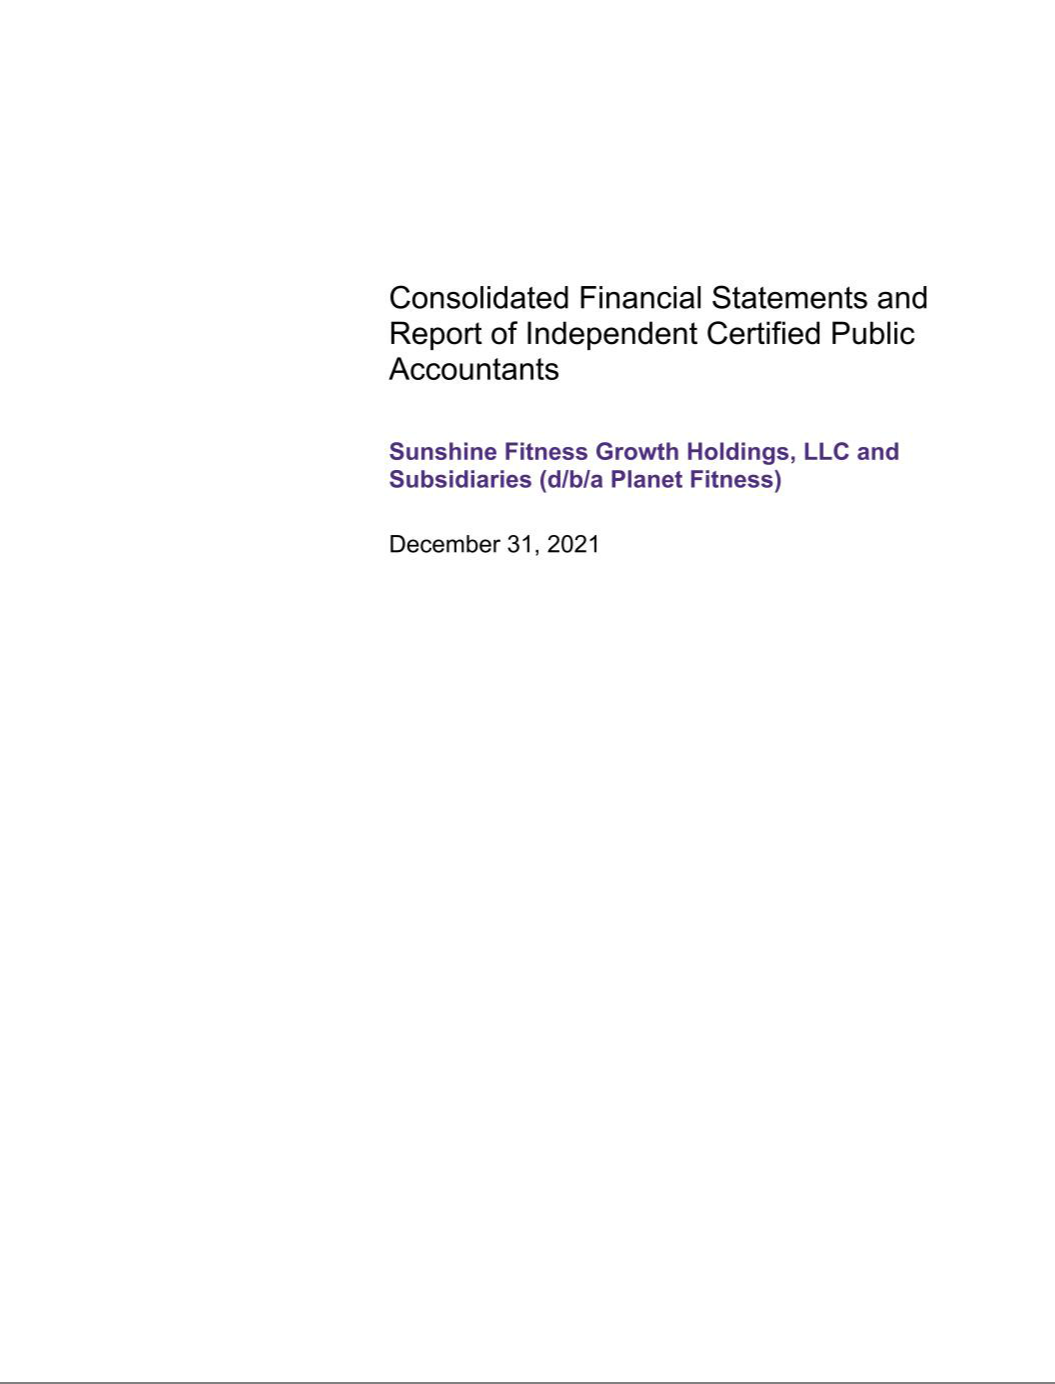 Consolidated Financial Statements and
Report of Independent Certified Public
Accountants
Sunshine Fitness Growth Holdings, LLC and
Subsidiaries (d/b/a Planet Fitness)
December 31, 2021